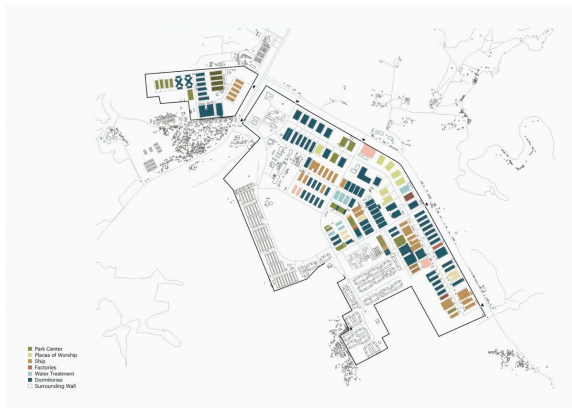 Park Center
Places of Worship
Ship
Factories
Water Treatment
Dormitories
Surrounding Wall